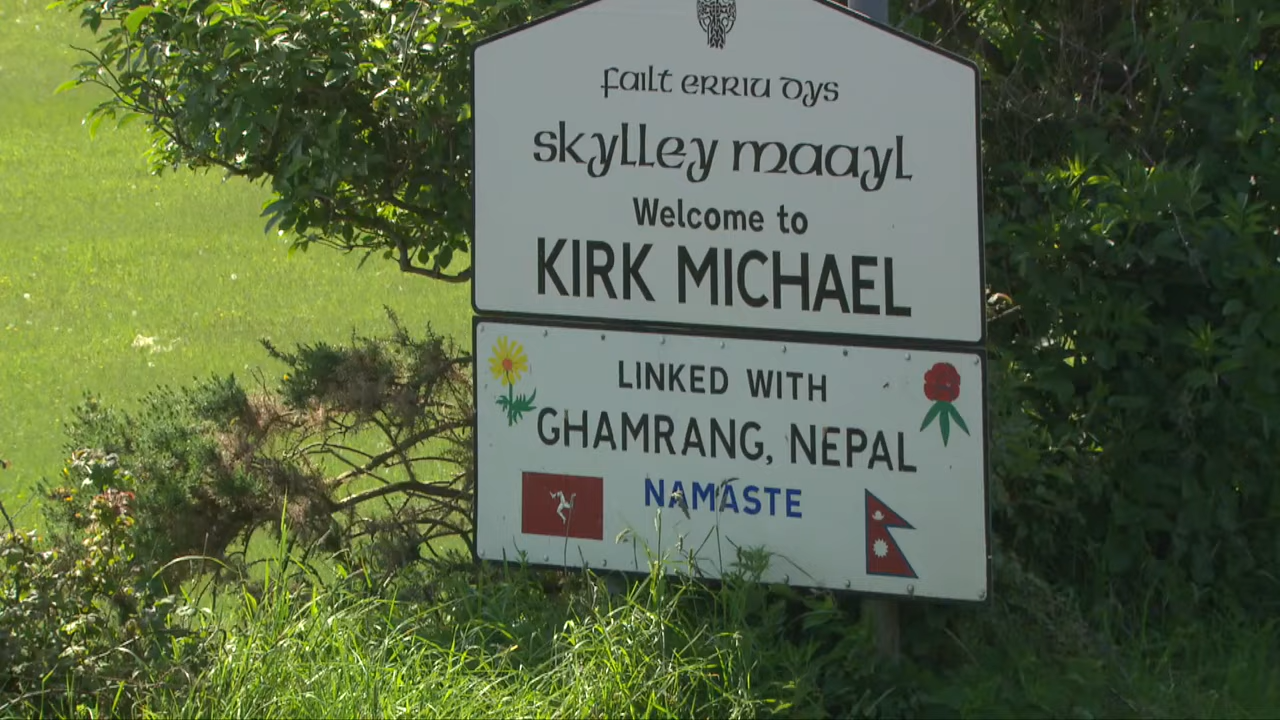 Failt erriu dys
Skylley Maayl
Welcome to
KIRK MICHAEL
LINKED WITH
GHAMRANG, NEPAL
NAMASTE